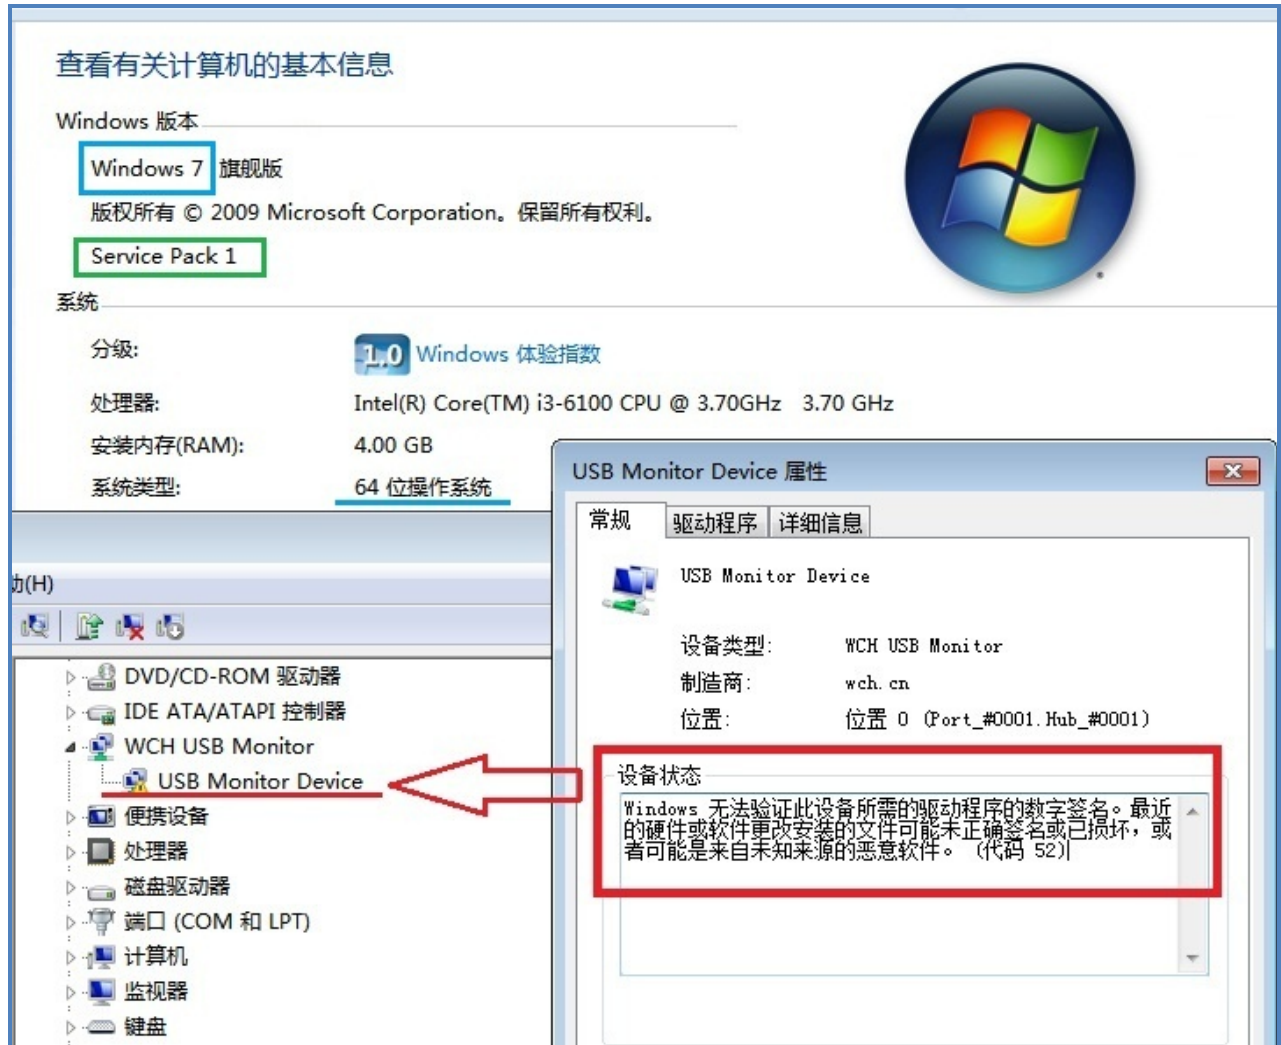 查看有关计算机的基本信息
Windows 版本
Windows 7 旗舰版
版权所有 © 2009 Microsoft Corporation。保留所有权利。
Service Pack 1
系统
分级:
1.0 Windows 体验指数
处理器:
Intel(R) Core(TM) i3-6100 CPU @ 3.70GHz 3.70 GHz
安装内存(RAM):
4.00 GB
系统类型:
64 位操作系统
(H)
DVD/CD-ROM 驱动器
IDE ATA/ATAPI 控制器
WCH USB Monitor
USB Monitor Device
便携设备
处理器
磁盘驱动器
端口 (COM 和 LPT)
计算机
监视器
键盘
USB Monitor Device 属性
常规 驱动程序 详细信息
USB Monitor Device
设备类型: WCH USB Monitor
制造商: wch.cn
位置: 位置 0 (Port_#0001.Hub_#0001)
设备状态
Windows 无法验证此设备所需的驱动程序的数字签名。最近
的硬件或软件更改安装的文件可能未正确签名或已损坏，或
者可能是来自未知来源的恶意软件。 (代码 52)